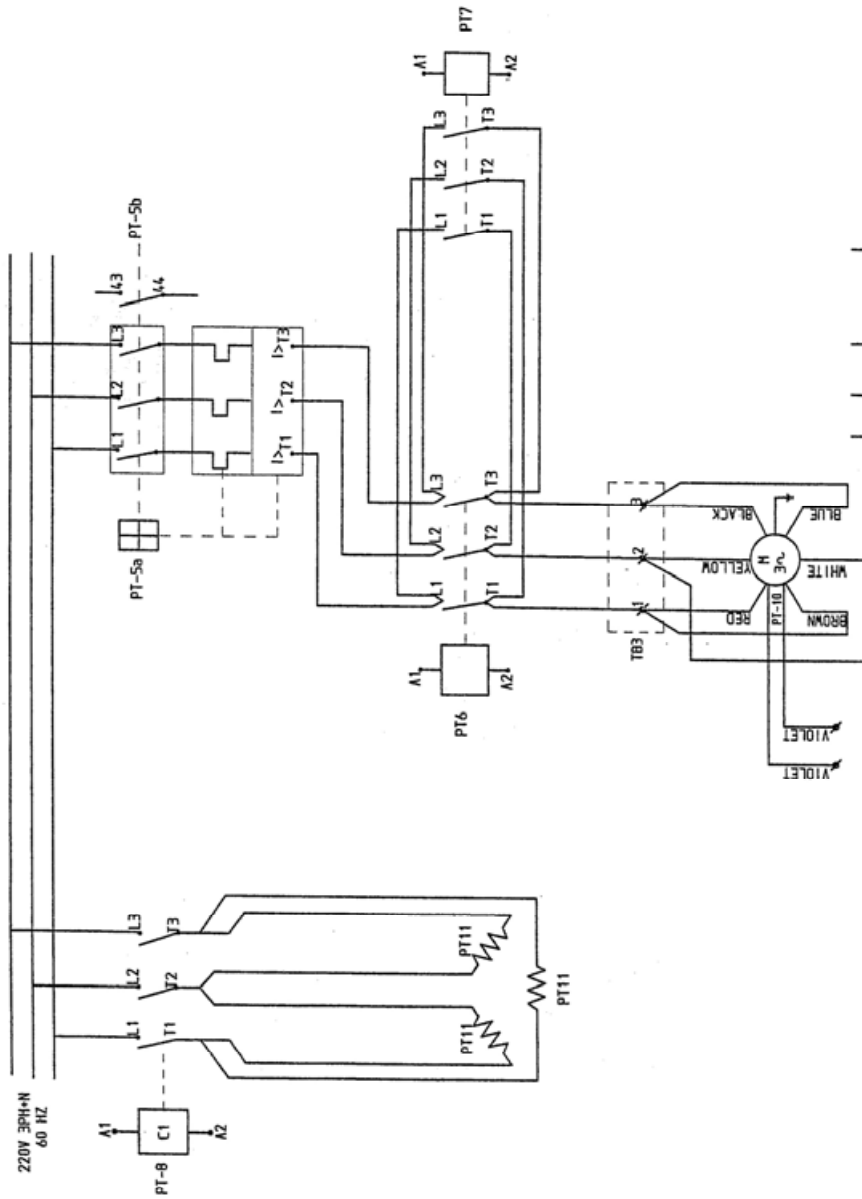 220V 3PH+N
60 HZ
PT-8
A1
C1
A2
L1
L2
L3
T1
T2
T3
PT11
PT11
PT11
PT-5a
PT-5b
L1
L2
L3
43
44
I>
I>
I>
T1
T2
T3
PT6
A1
A2
L1
L2
L3
T1
T2
T3
PT7
A1
A2
L1
L2
L3
T1
T2
T3
TB3
1
2
3
RED
YELLOW
BLACK
PT-10
M
3~
BROWN
WHITE
BLUE
VIOLET
VIOLET